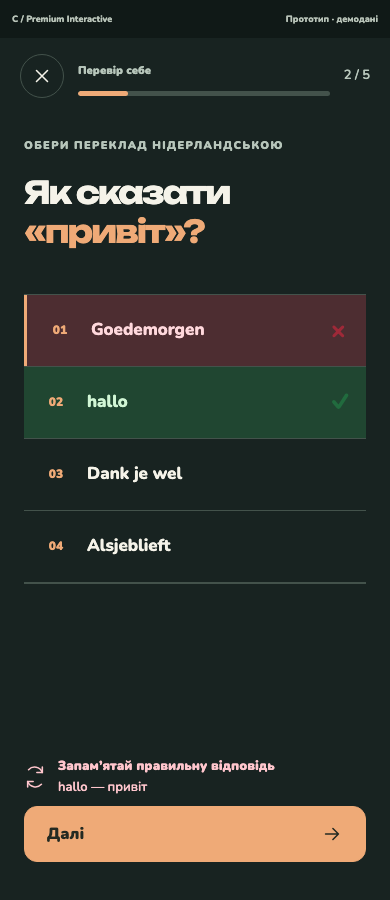 C / Premium Interactive
Прототип · демодані
Перевір себе
2 / 5
ОБЕРИ ПЕРЕКЛАД НІДЕРЛАНДСЬКОЮ
Як сказати
«привіт»?
01 Goedemorgen
02 hallo
03 Dank je wel
04 Alsjeblieft
Запам’ятай правильну відповідь
hallo — привіт
Далі